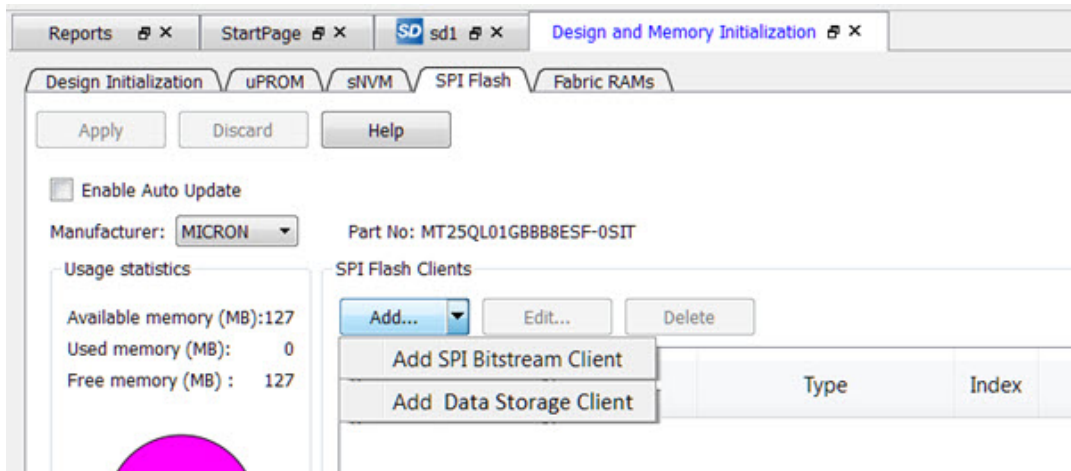 Reports StartPage SD sd1 Design and Memory Initialization
Design Initialization uPROM sNVM SPI Flash Fabric RAMs
Apply Discard Help
Enable Auto Update
Manufacturer: MICRON Part No: MT25QL01GBBB8ESF-0SIT
Usage statistics SPI Flash Clients
Available memory (MB):127 Add... Edit... Delete
Used memory (MB): 0
Add SPI Bitstream Client
Free memory (MB) : 127 Type Index
Add Data Storage Client